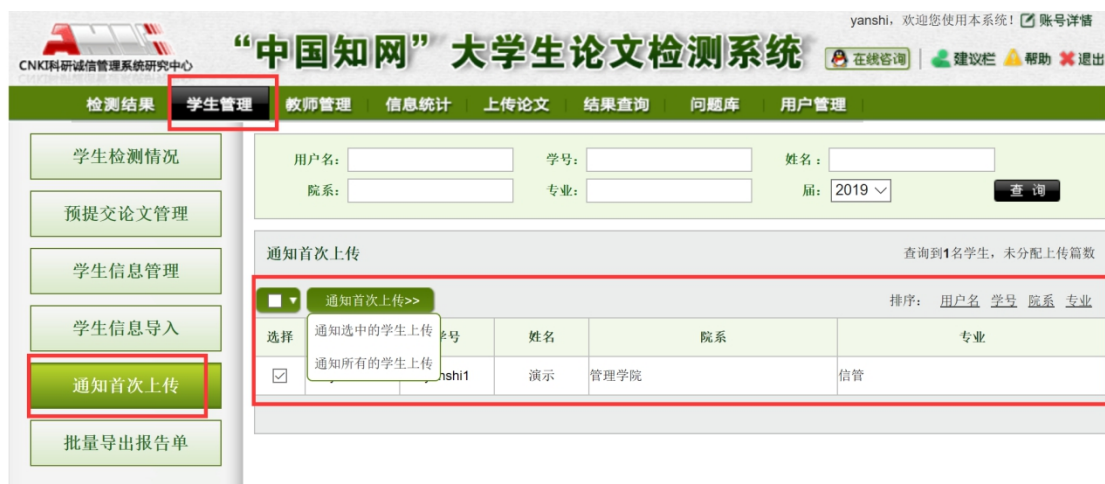 yanshi，欢迎您使用本系统！ 账号详情
CNKI科研诚信管理系统研究中心
“中国知网”大学生论文检测系统
在线咨询 | 建议栏 帮助 退出
检测结果 学生管理 教师管理 信息统计 上传论文 结果查询 问题库 用户管理
学生检测情况
预提交论文管理
学生信息管理
学生信息导入
通知首次上传
批量导出报告单
用户名： 学号： 姓名：
院系： 专业： 届： 2019 查 询
通知首次上传 查询到1名学生，未分配上传篇数
通知首次上传>> 排序： 用户名 学号 院系 专业
通知选中的学生上传
通知所有的学生上传
选择 学号 姓名 院系 专业
演示 管理学院 信管